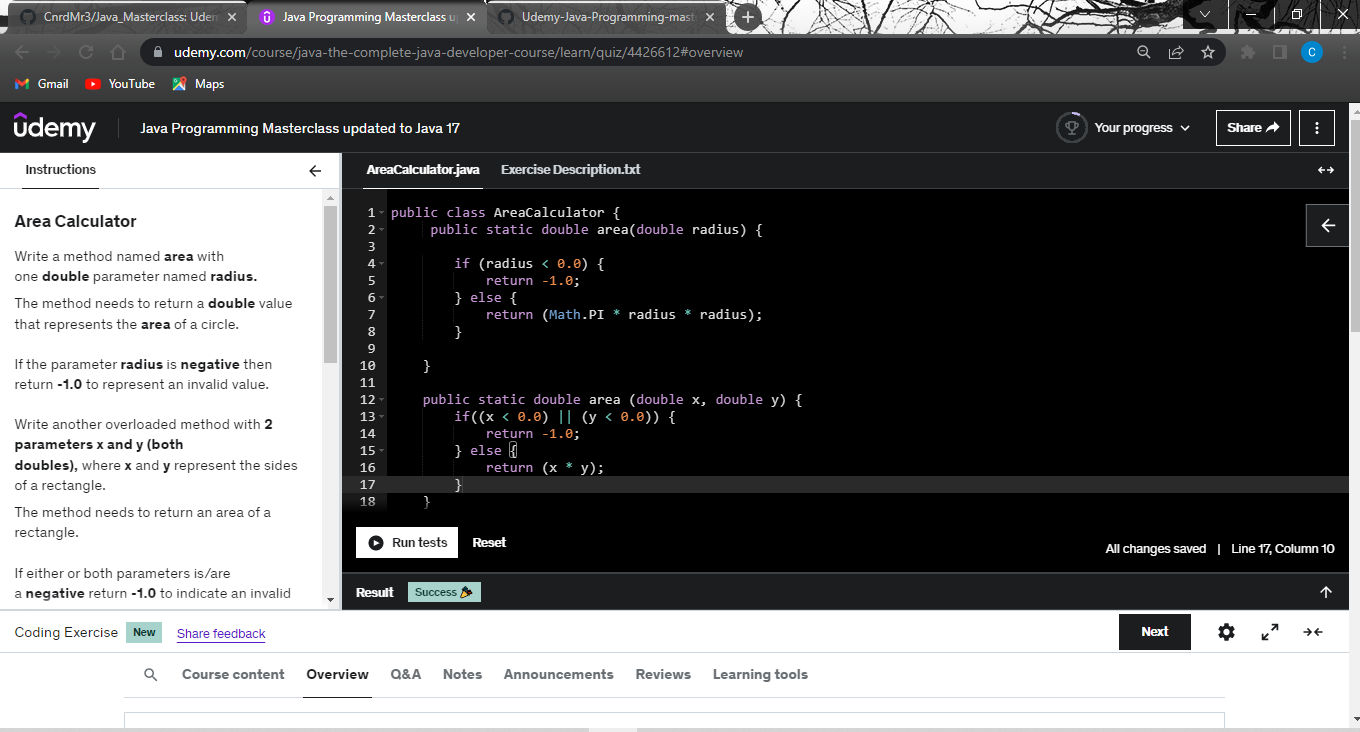 CnrdMr3/Java_Masterclass: Uder
Java Programming Masterclass u
Udemy-Java-Programming-mast
udemy.com/course/java-the-complete-java-developer-course/learn/quiz/4426612#overview
C
Gmail
YouTube
Maps
udemy
Java Programming Masterclass updated to Java 17
Your progress
Share
Instructions
Area Calculator
Write a method named area with
one double parameter named radius.
The method needs to return a double value
that represents the area of a circle.
If the parameter radius is negative then
return -1.0 to represent an invalid value.
Write another overloaded method with 2
parameters x and y (both
doubles), where x and y represent the sides
of a rectangle.
The method needs to return an area of a
rectangle.
If either or both parameters is/are
a negative return -1.0 to indicate an invalid
AreaCalculator.java
Exercise Description.txt
1 public class AreaCalculator {
2 public static double area(double radius) {
3
4 if (radius < 0.0) {
5 return -1.0;
6 } else {
7 return (Math.PI * radius * radius);
8 }
9
10 }
11
12 public static double area (double x, double y) {
13 if((x < 0.0) || (y < 0.0)) {
14 return -1.0;
15 } else {
16 return (x * y);
17 }
18 }
Run tests
Reset
All changes saved | Line 17, Column 10
Result
Success
Coding Exercise
New
Share feedback
Next
Course content
Overview
Q&A
Notes
Announcements
Reviews
Learning tools